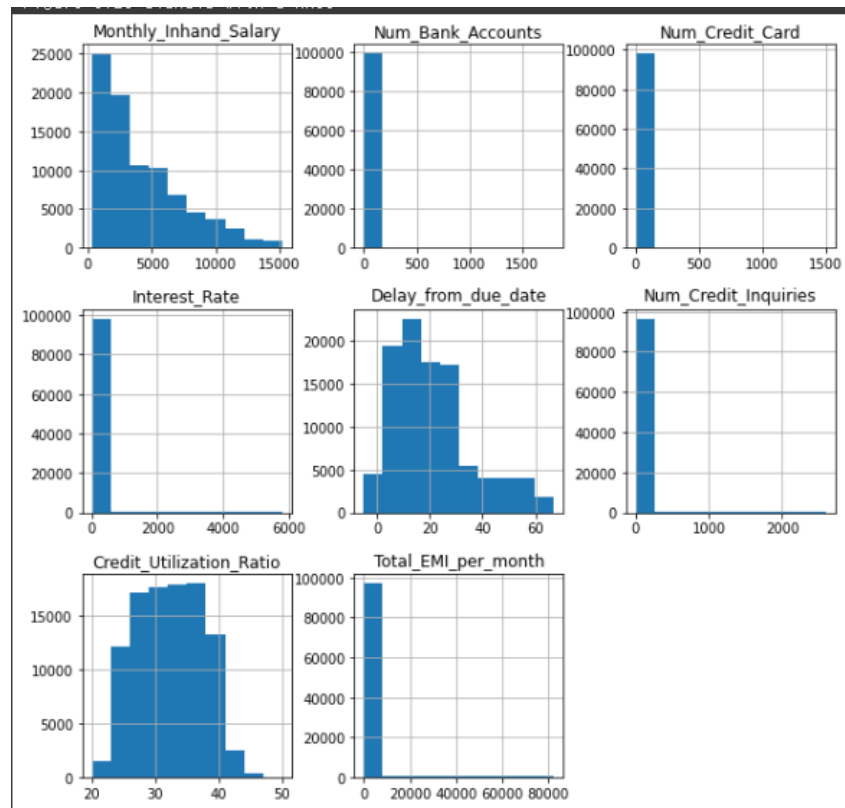 Monthly_Inhand_Salary
25000
20000
15000
10000
5000
0
0 5000 10000 15000
Num_Bank_Accounts
100000
80000
60000
40000
20000
0
0 500 1000 1500
Num_Credit_Card
100000
80000
60000
40000
20000
0
0 500 1000 1500
Interest_Rate
100000
80000
60000
40000
20000
0
0 2000 4000 6000
Delay_from_due_date
20000
15000
10000
5000
0
0 20 40 60
Num_Credit_Inquiries
100000
80000
60000
40000
20000
0
0 1000 2000
Credit_Utilization_Ratio
15000
10000
5000
0
20 30 40 50
Total_EMI_per_month
100000
80000
60000
40000
20000
0
0 20000 40000 60000 80000